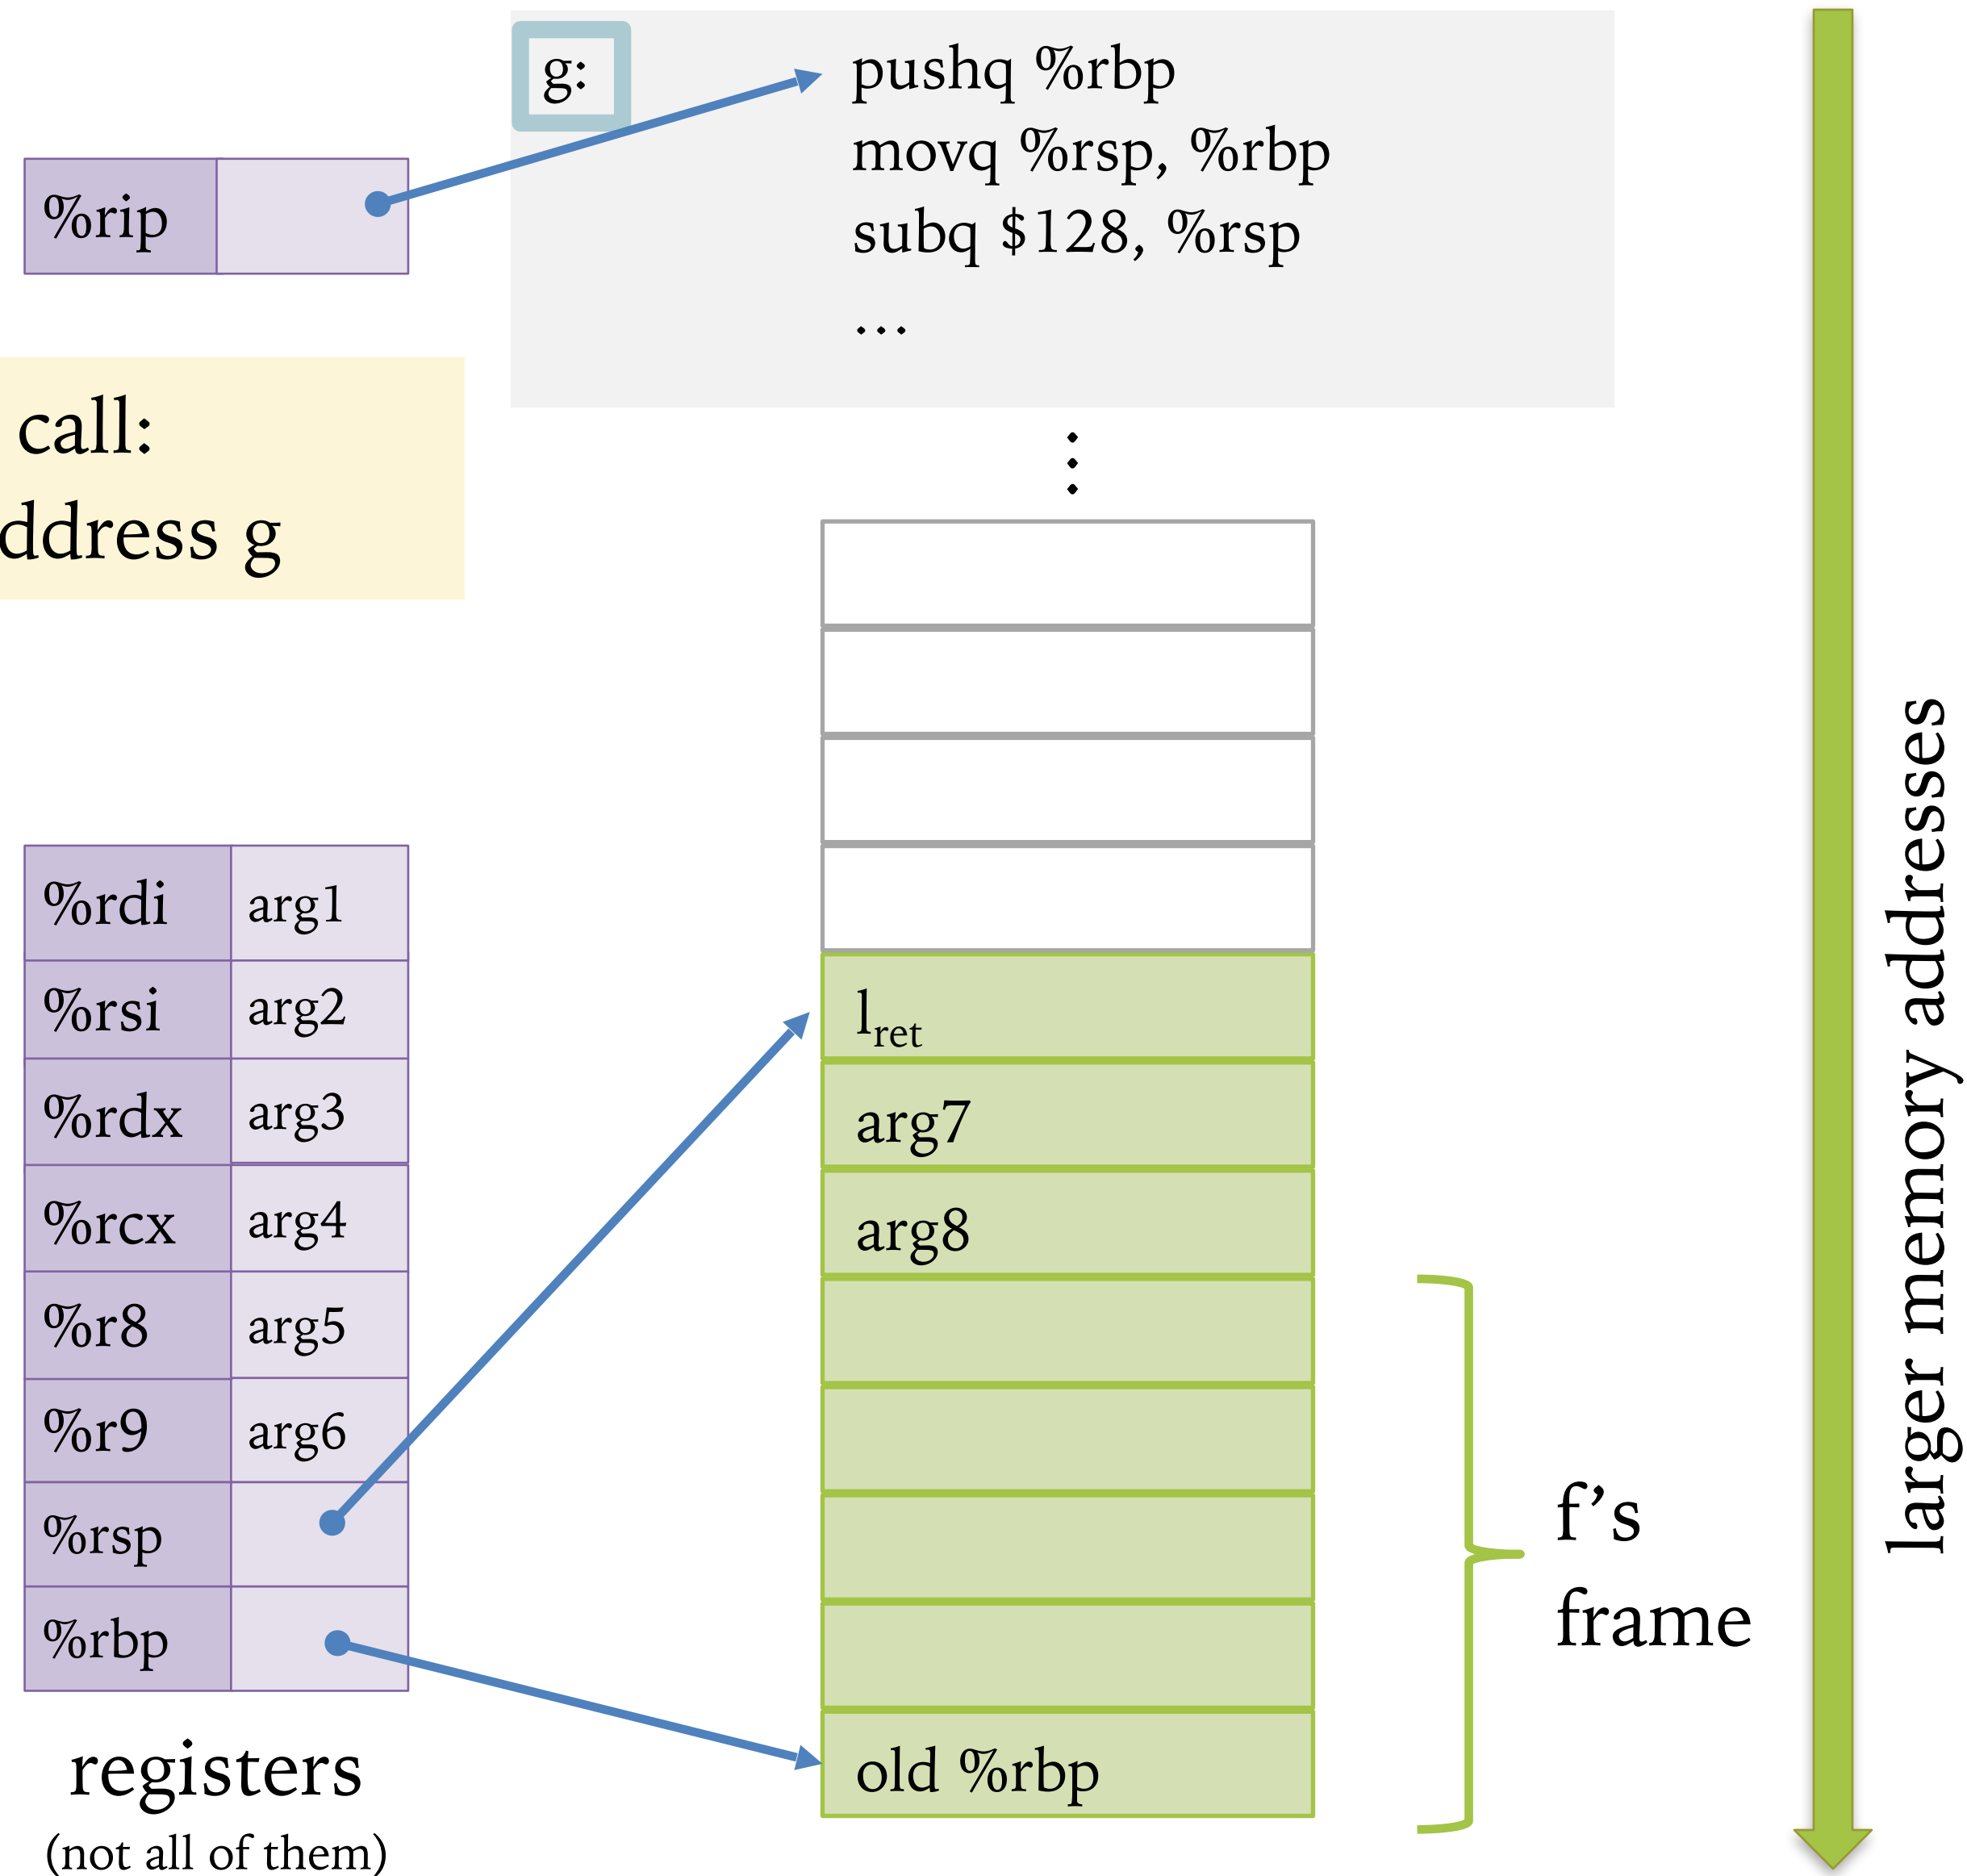 g:
pushq %rbp
movq %rsp, %rbp
subq $128, %rsp
...
%rip
call:
ddress g
⋮
%rdi arg1
%rsi arg2
%rdx arg3
%rcx arg4
%r8 arg5
%r9 arg6
%rsp
%rbp
registers
(not all of them)
l_ret
arg7
arg8
old %rbp
f's
frame
larger memory addresses